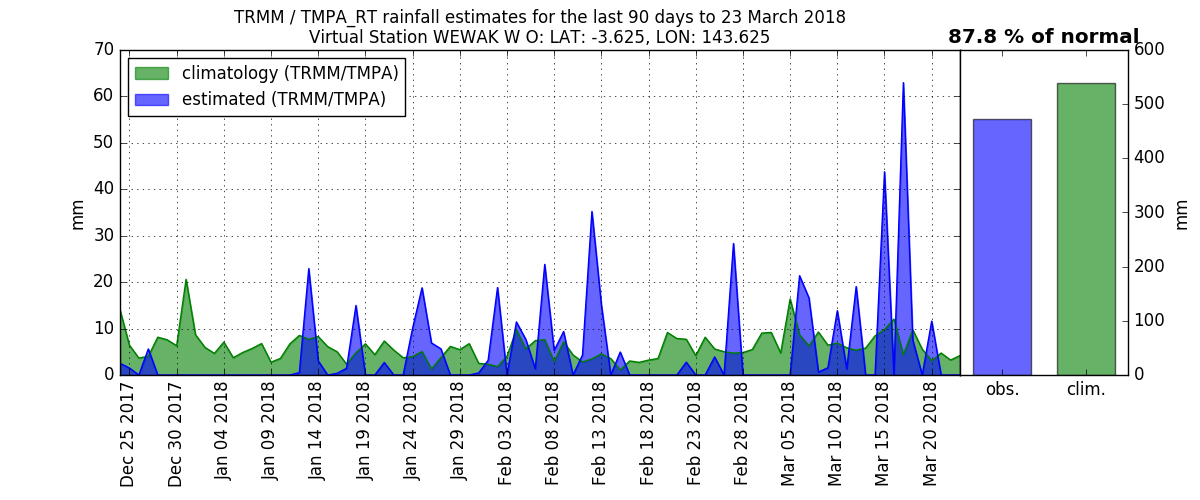 TRMM / TMPA_RT rainfall estimates for the last 90 days to 23 March 2018
Virtual Station WEWAK W O: LAT: -3.625, LON: 143.625
87.8 % of normal
climatology (TRMM/TMPA)
estimated (TRMM/TMPA)
70
60
50
40
30
20
10
0
mm
Dec 25 2017
Dec 30 2017
Jan 04 2018
Jan 09 2018
Jan 14 2018
Jan 19 2018
Jan 24 2018
Jan 29 2018
Feb 03 2018
Feb 08 2018
Feb 13 2018
Feb 18 2018
Feb 23 2018
Feb 28 2018
Mar 05 2018
Mar 10 2018
Mar 15 2018
Mar 20 2018
600
500
400
300
200
100
0
mm
obs.
clim.